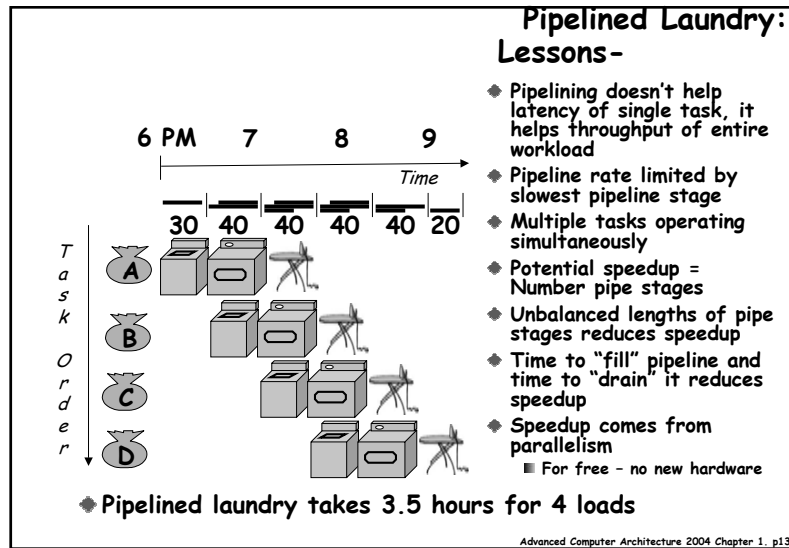 Pipelined Laundry:
Lessons-
Pipelining doesn't help
latency of single task, it
helps throughput of entire
workload
Pipeline rate limited by
slowest pipeline stage
Multiple tasks operating
simultaneously
Potential speedup =
Number pipe stages
Unbalanced lengths of pipe
stages reduces speedup
Time to "fill" pipeline and
time to "drain" it reduces
speedup
Speedup comes from
parallelism
For free - no new hardware
6 PM 7 8 9
Time
30 40 40 40 40 20
Task Order
A
B
C
D
Pipelined laundry takes 3.5 hours for 4 loads
Advanced Computer Architecture 2004 Chapter 1. p13